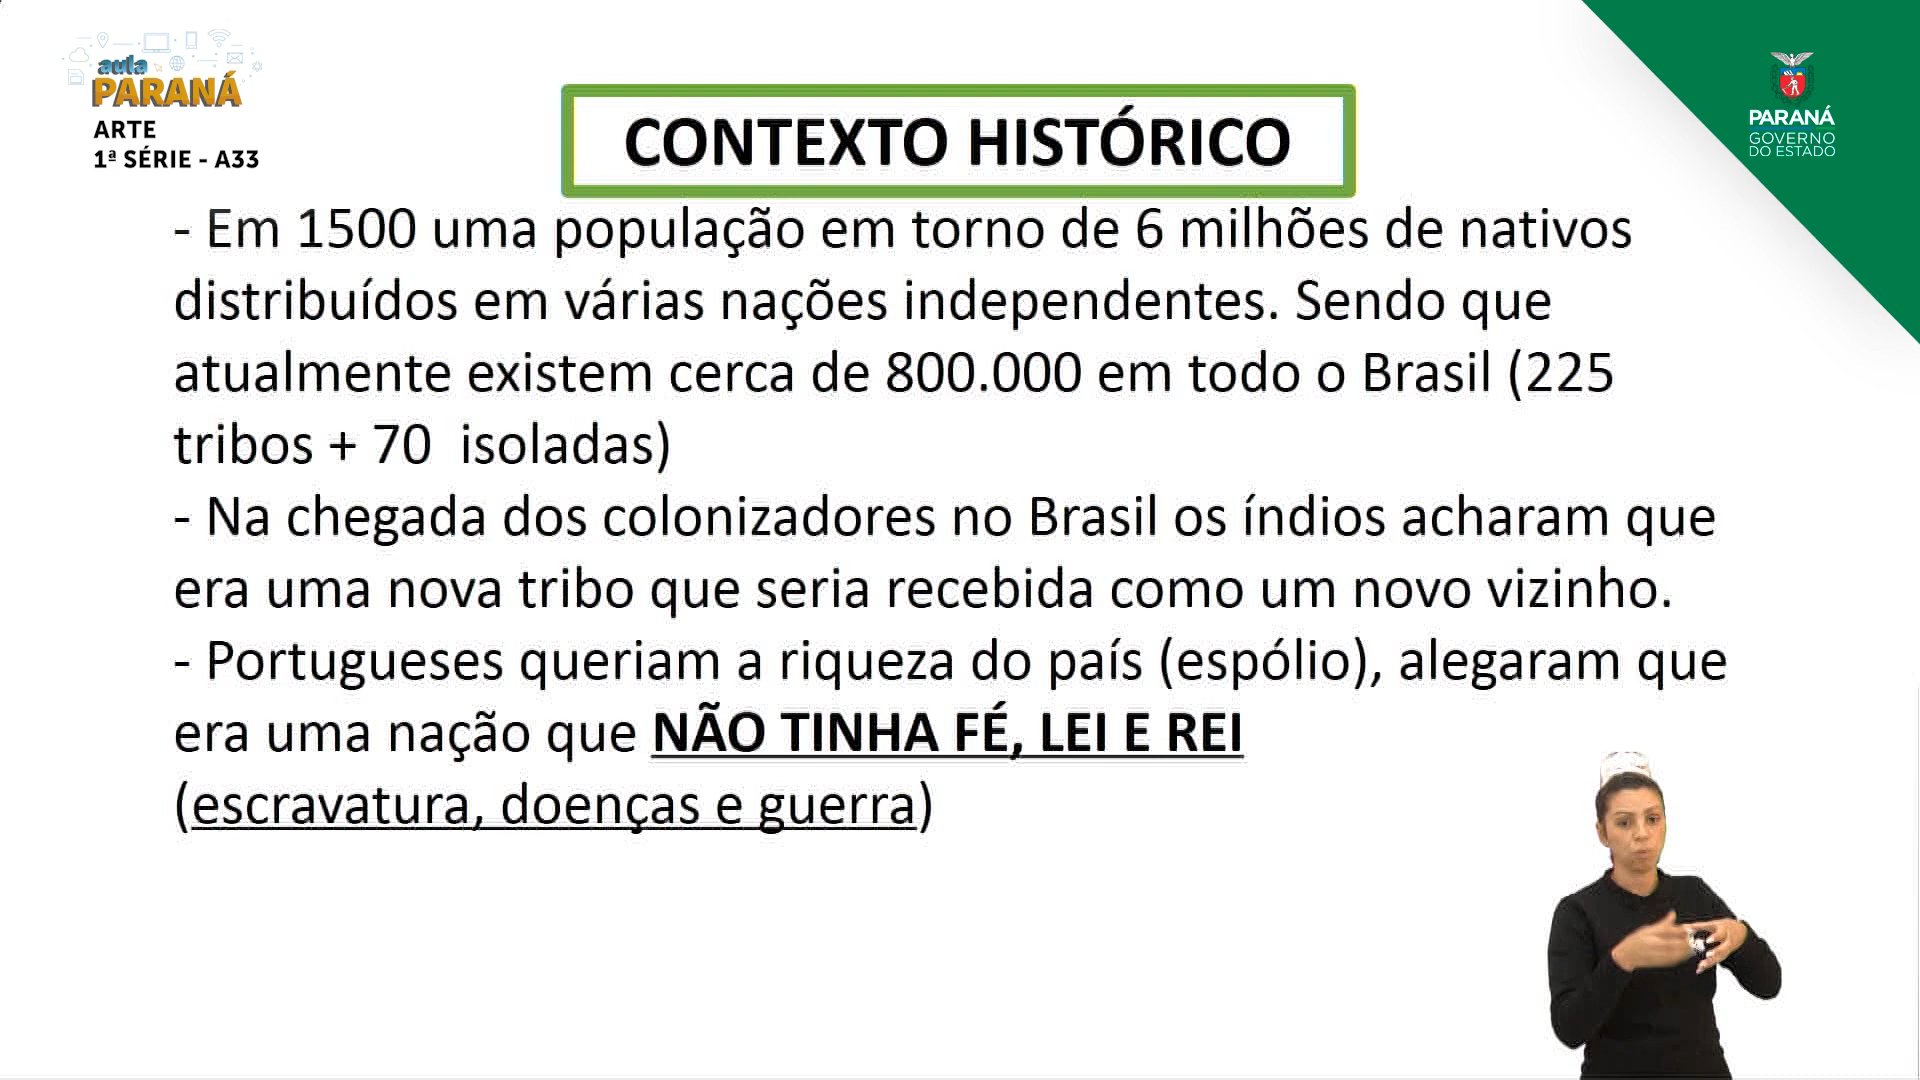 aula
PARANÁ
ARTE
1ª SÉRIE - A33
PARANÁ
GOVERNO
DO ESTADO
CONTEXTO HISTÓRICO
- Em 1500 uma população em torno de 6 milhões de nativos
distribuídos em várias nações independentes. Sendo que
atualmente existem cerca de 800.000 em todo o Brasil (225
tribos + 70 isoladas)
- Na chegada dos colonizadores no Brasil os índios acharam que
era uma nova tribo que seria recebida como um novo vizinho.
- Portugueses queriam a riqueza do país (espólio), alegaram que
era uma nação que NÃO TINHA FÉ, LEI E REI
(escravatura, doenças e guerra)